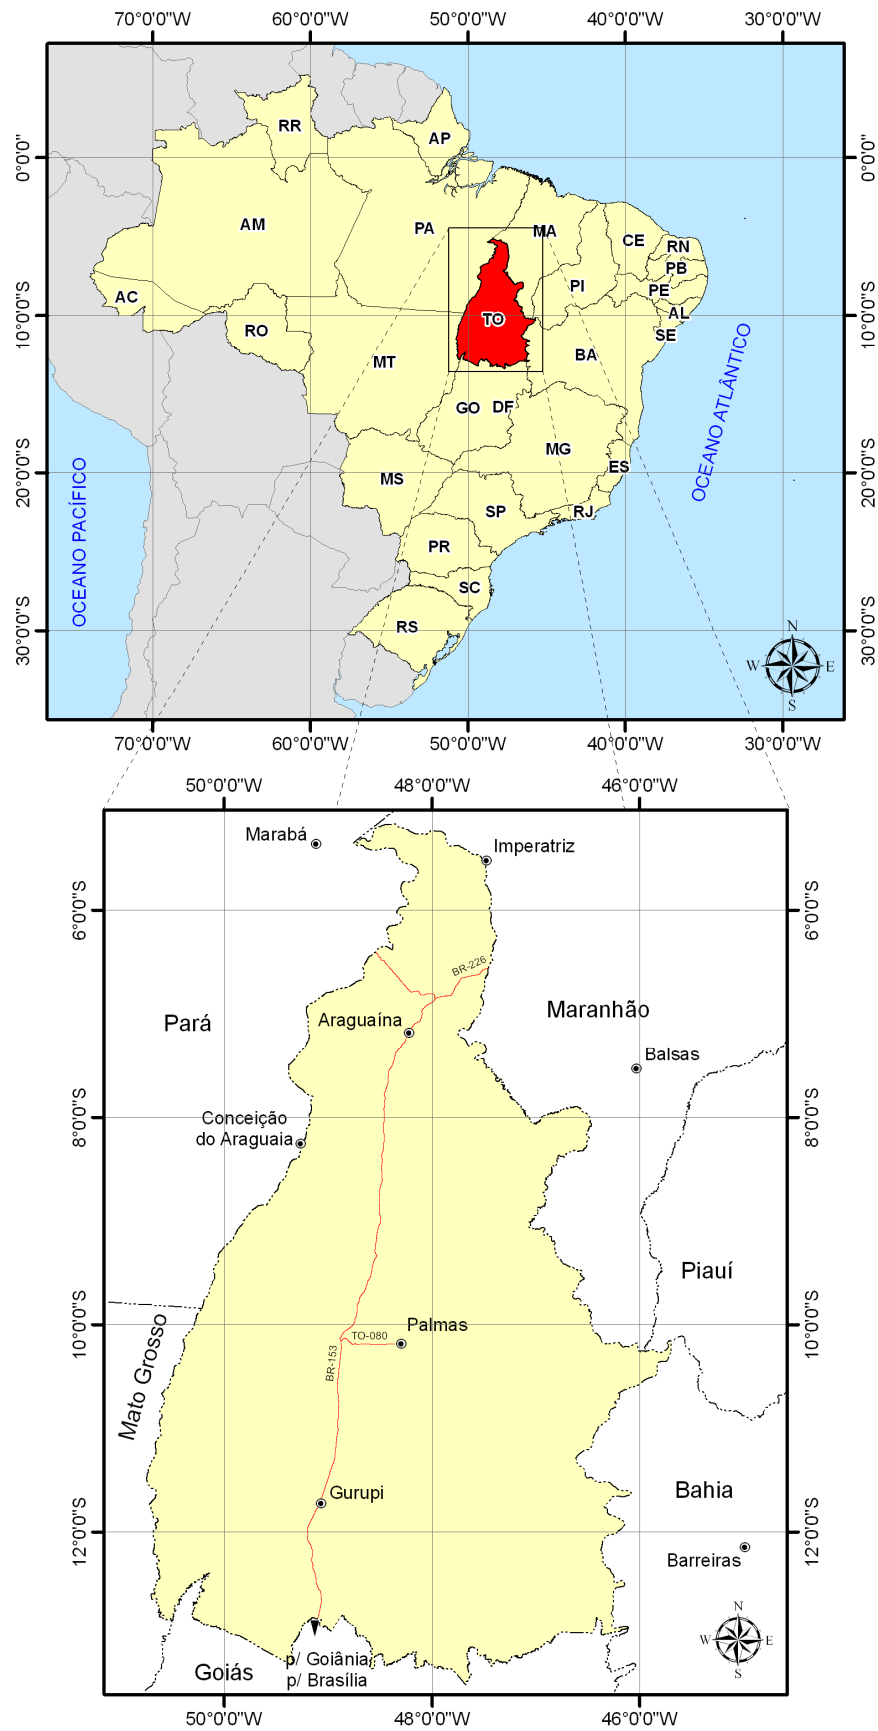 70°0'0"W 60°0'0"W 50°0'0"W 40°0'0"W 30°0'0"W
0°0'0"
10°0'0"S
20°0'0"S
30°0'0"S
0°0'0"
10°0'0"S
20°0'0"S
30°0'0"S
RR
AP
AM
PA
MA
CE
RN
PB
PI
PE
AC
AL
TO
RO
SE
BA
MT
GO
DF
MG
ES
MS
SP
RJ
PR
SC
RS
OCEANO PACÍFICO
OCEANO ATLÂNTICO
N
W E
S
70°0'0"W 60°0'0"W 50°0'0"W 40°0'0"W 30°0'0"W
50°0'0"W 48°0'0"W 46°0'0"W
6°0'0"S
8°0'0"S
10°0'0"S
12°0'0"S
6°0'0"S
8°0'0"S
10°0'0"S
12°0'0"S
Marabá
Imperatriz
BR-226
Pará
Araguaína
Maranhão
Balsas
Conceição
do Araguaia
Piauí
Mato Grosso
Palmas
TO-080
BR-153
Gurupi
Bahia
Barreiras
Goiás
p/ Goiânia
p/ Brasília
N
W E
S
50°0'0"W 48°0'0"W 46°0'0"W